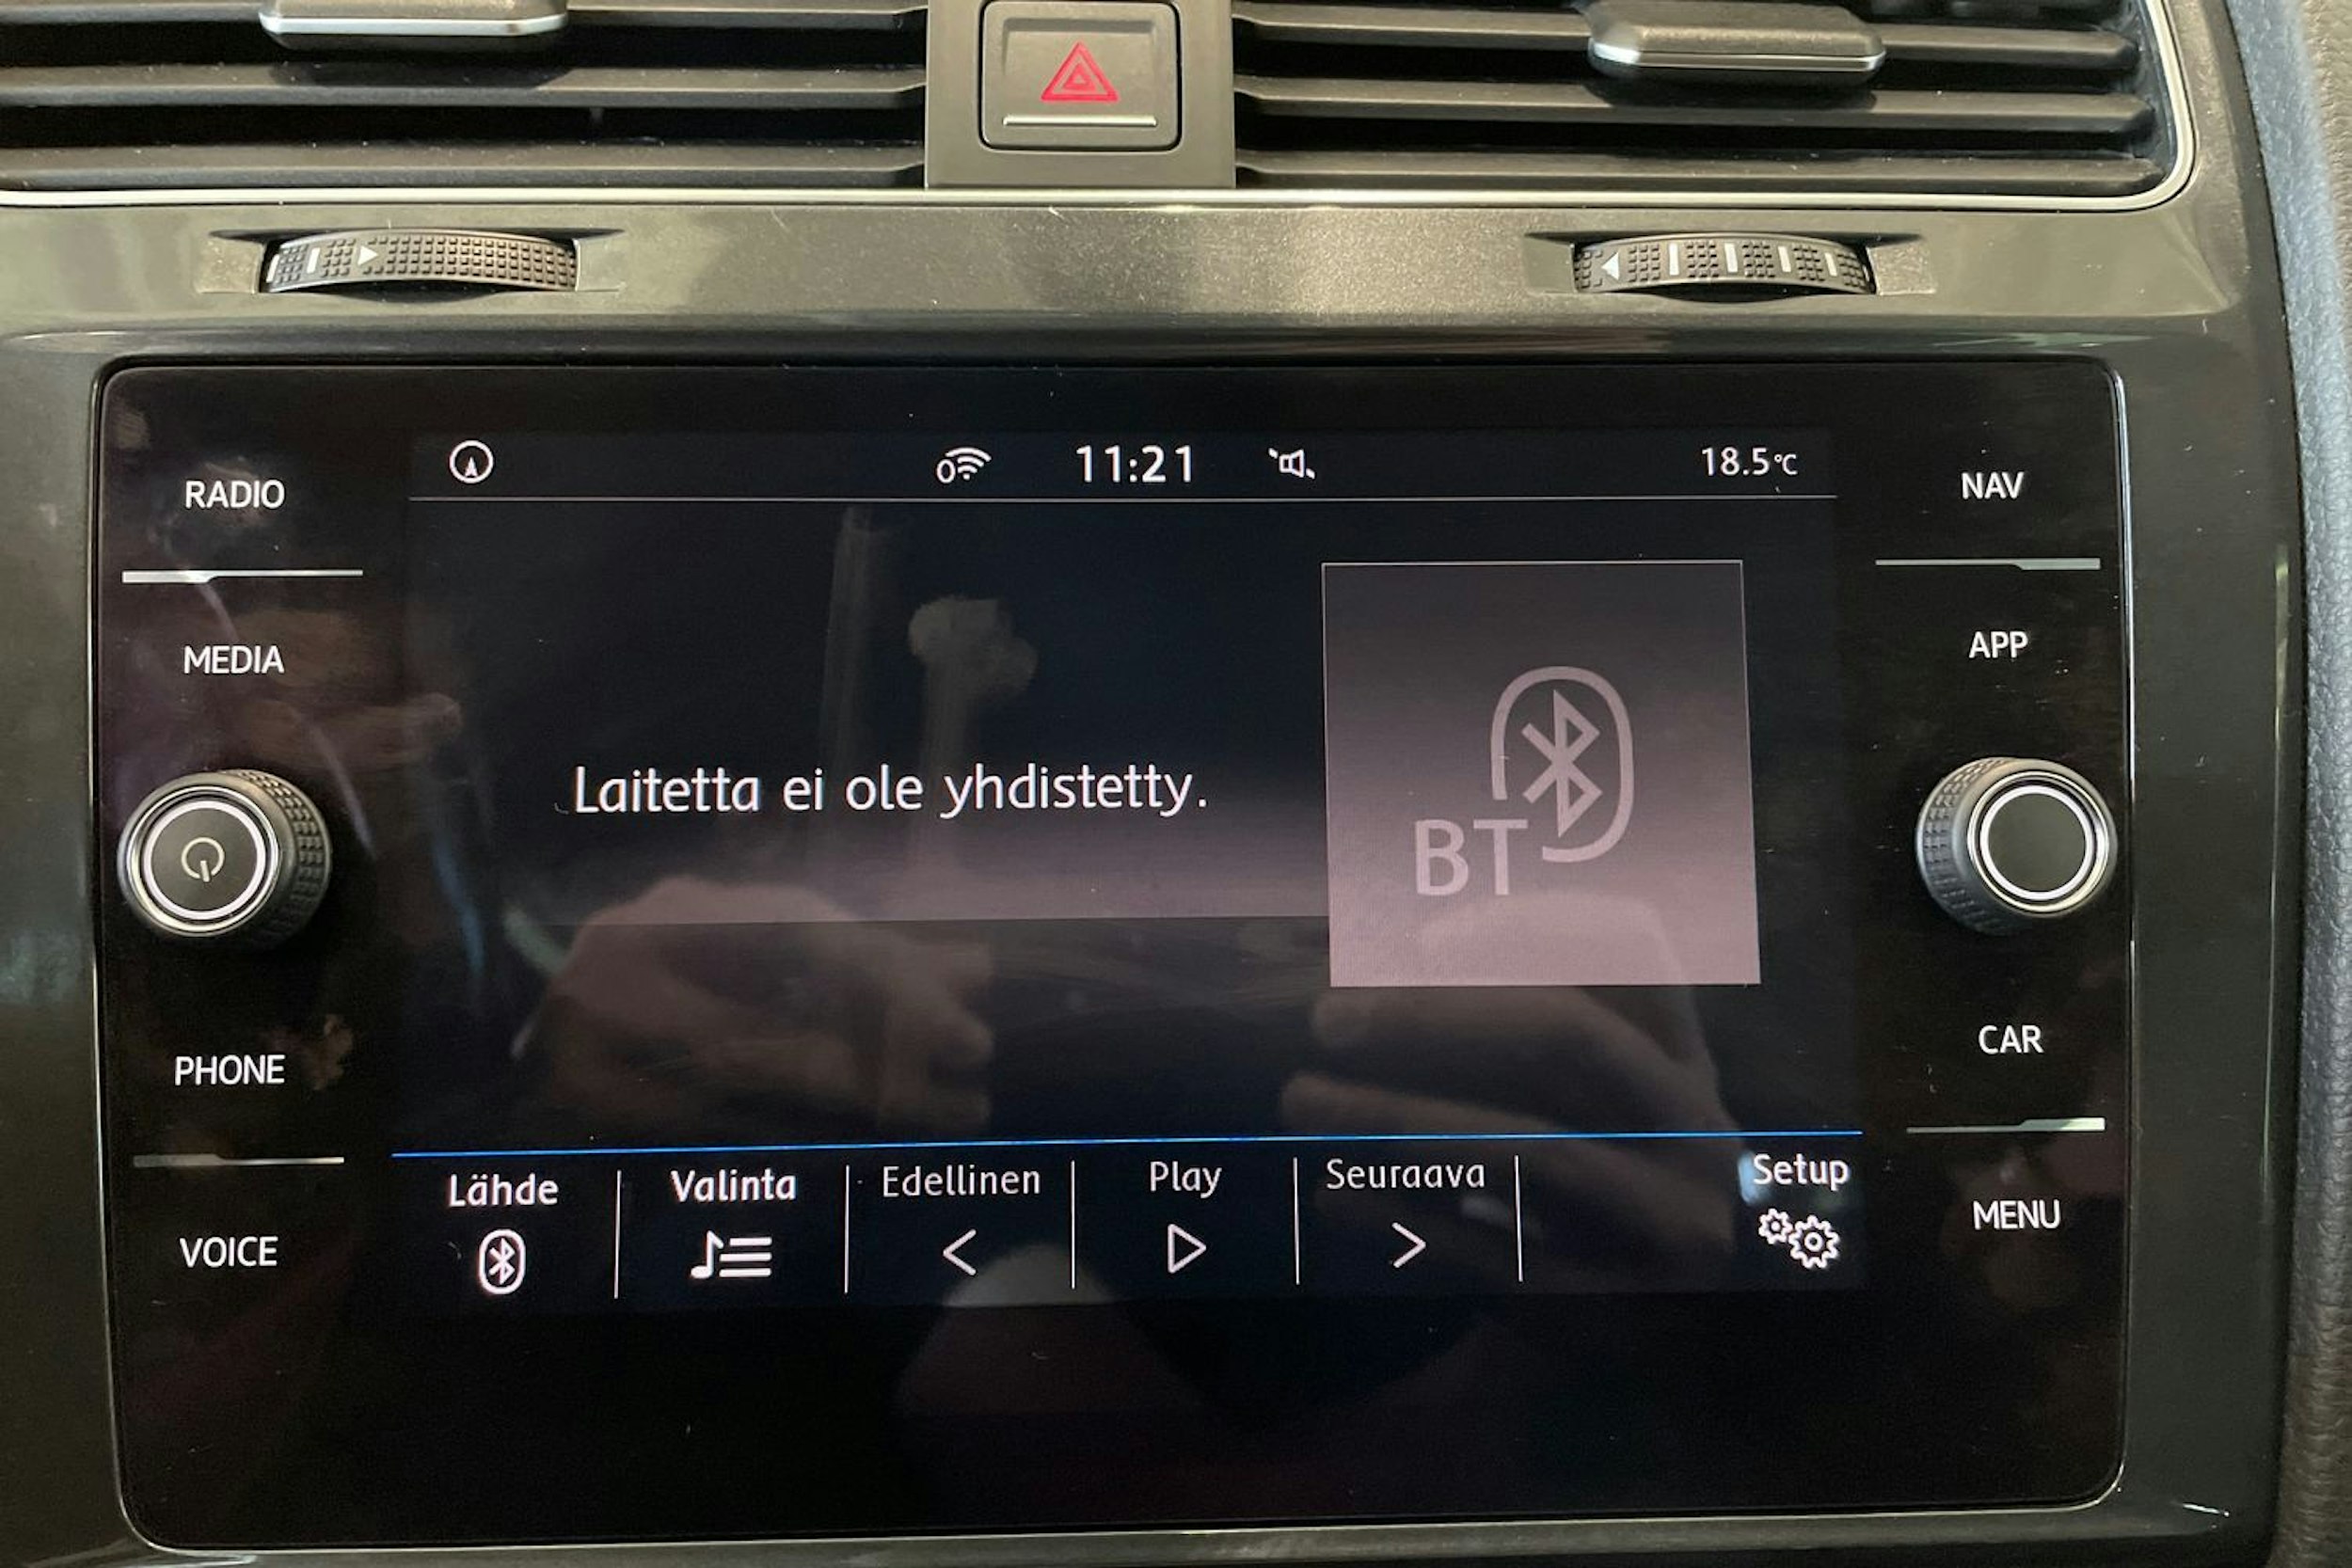 11:21
18.5°C
RADIO
MEDIA
PHONE
VOICE
Laitetta ei ole yhdistetty.
BT
Lähde
Valinta
Edellinen
Play
Seuraava
Setup
NAV
APP
CAR
MENU